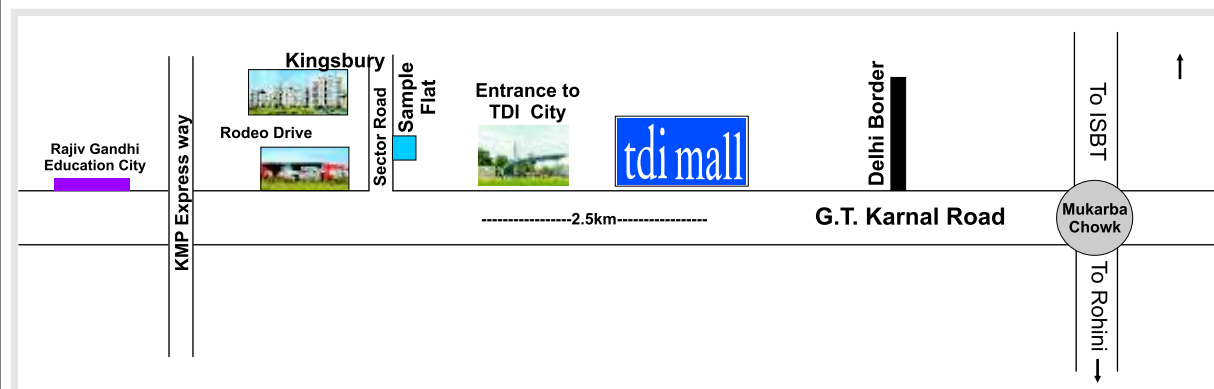 Kingsbury
Rodeo Drive
Rajiv Gandhi
Education City
KMP Express way
Sector Road
Sample
Flat
Entrance to
TDI City
tdi mall
Delhi Border
To ISBT
-----------------2.5km-----------------
G.T. Karnal Road
Mukarba
Chowk
To Rohini